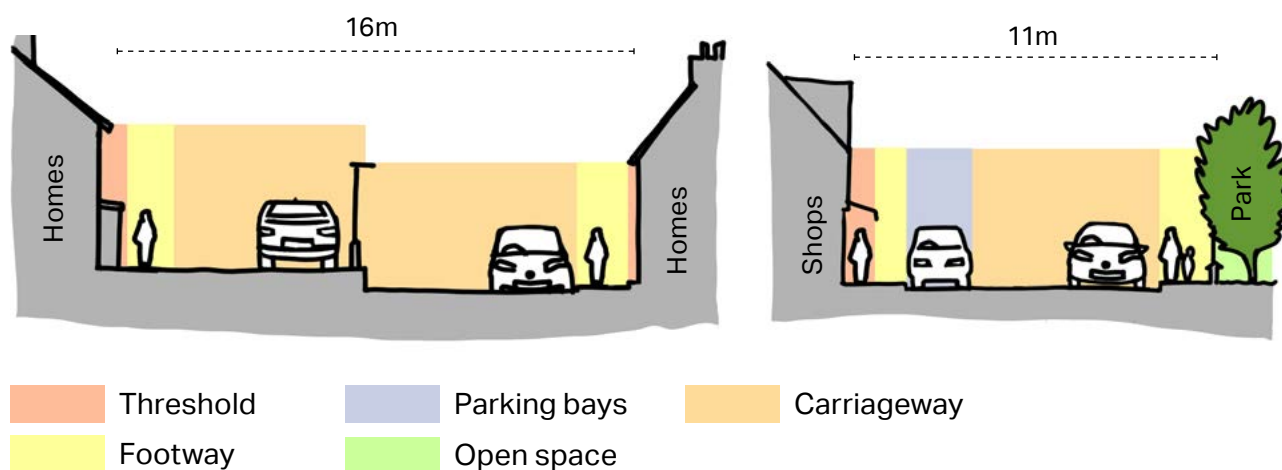 16m
11m
Homes
Homes
Shops
Park
Threshold
Parking bays
Carriageway
Footway
Open space